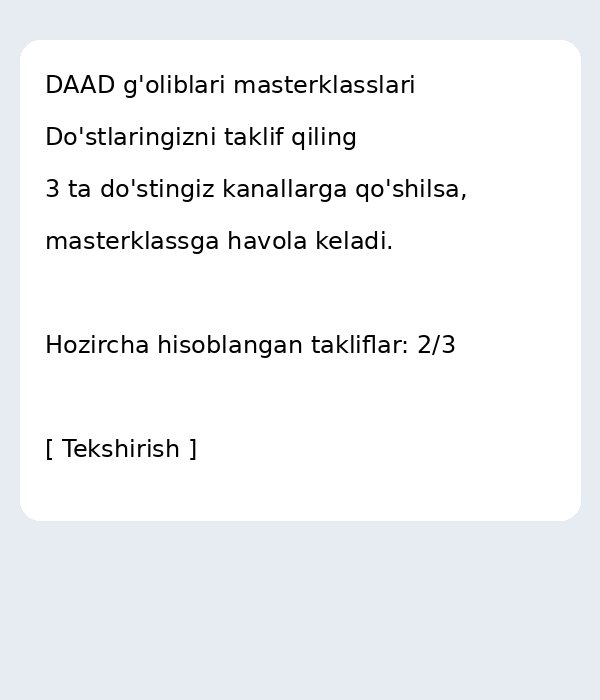 DAAD g'oliblari masterklasslari
Do'stlaringizni taklif qiling
3 ta do'stingiz kanallarga qo'shilsa,
masterklassga havola keladi.
Hozircha hisoblangan takliflar: 2/3
[ Tekshirish ]